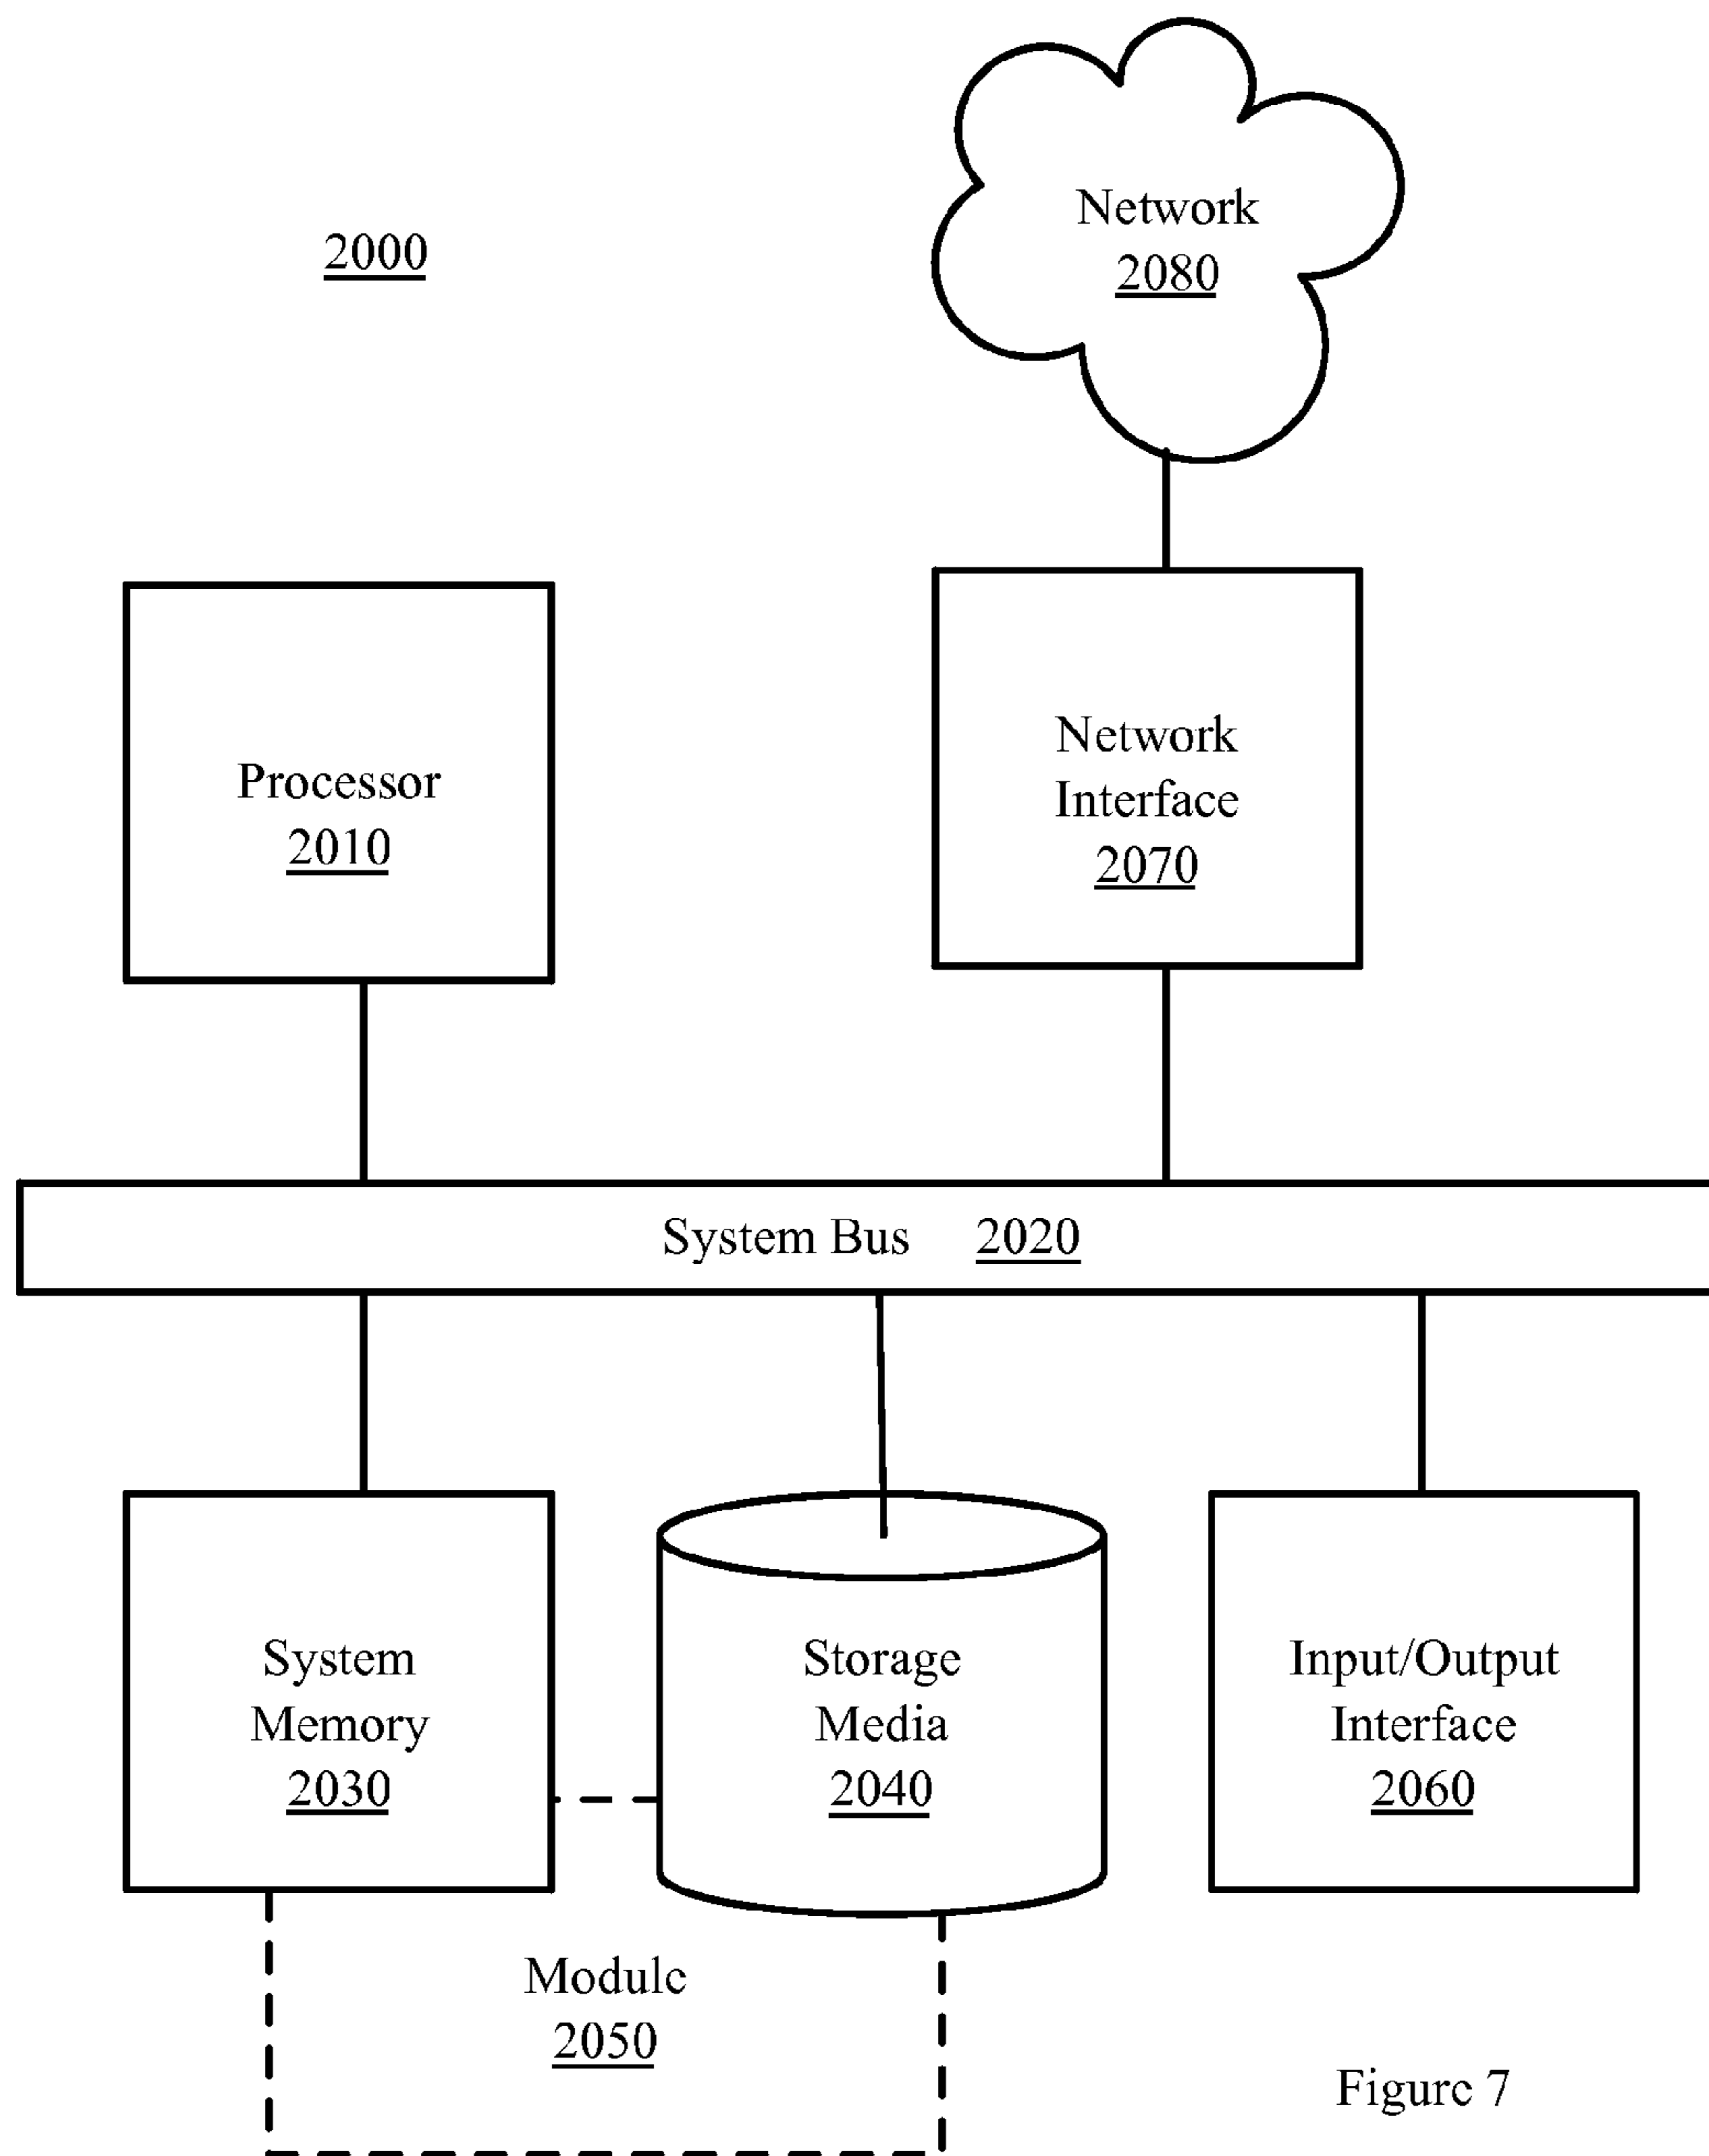 2000
Network
2080
Processor
2010
Network
Interface
2070
System Bus 2020
System
Memory
2030
Storage
Media
2040
Input/Output
Interface
2060
Module
2050
Figure 7